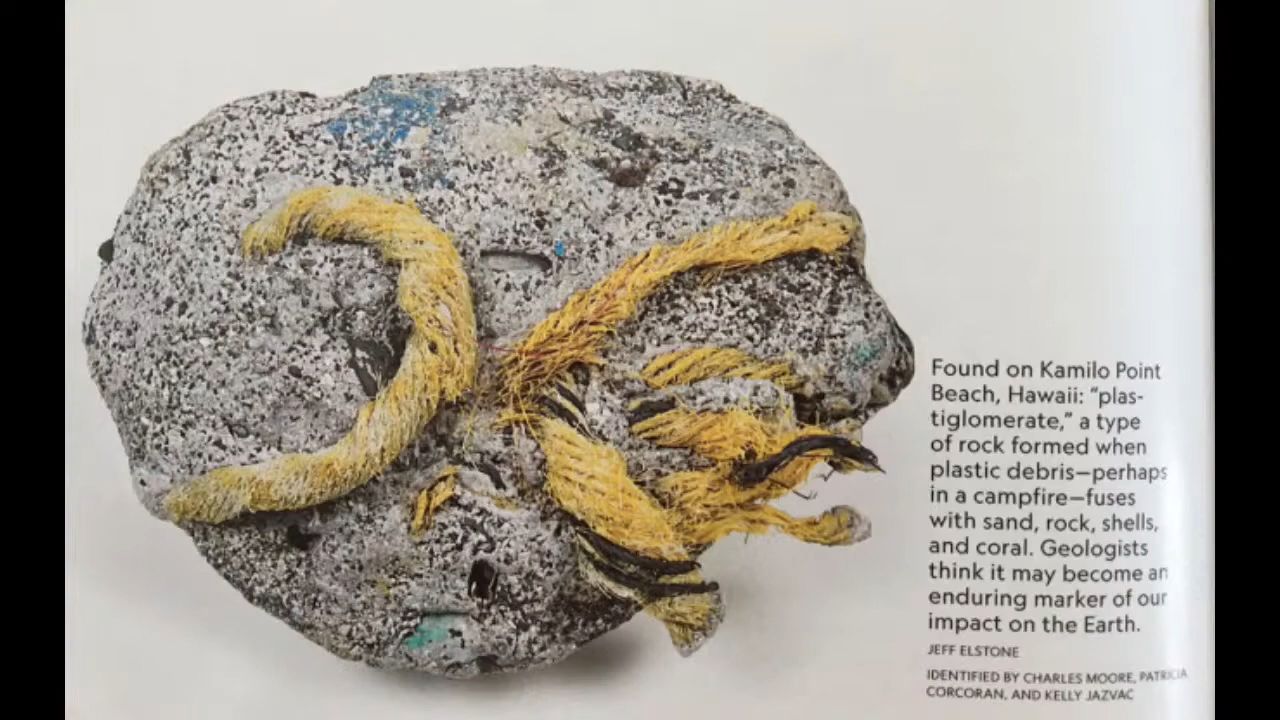 Found on Kamilo Point
Beach, Hawaii: “plas-
tiglomerate,” a type
of rock formed when
plastic debris—perhaps
in a campfire—fuses
with sand, rock, shells,
and coral. Geologists
think it may become an
enduring marker of our
impact on the Earth.
JEFF ELSTONE
IDENTIFIED BY CHARLES MOORE, PATRICIA
CORCORAN, AND KELLY JAZVAC